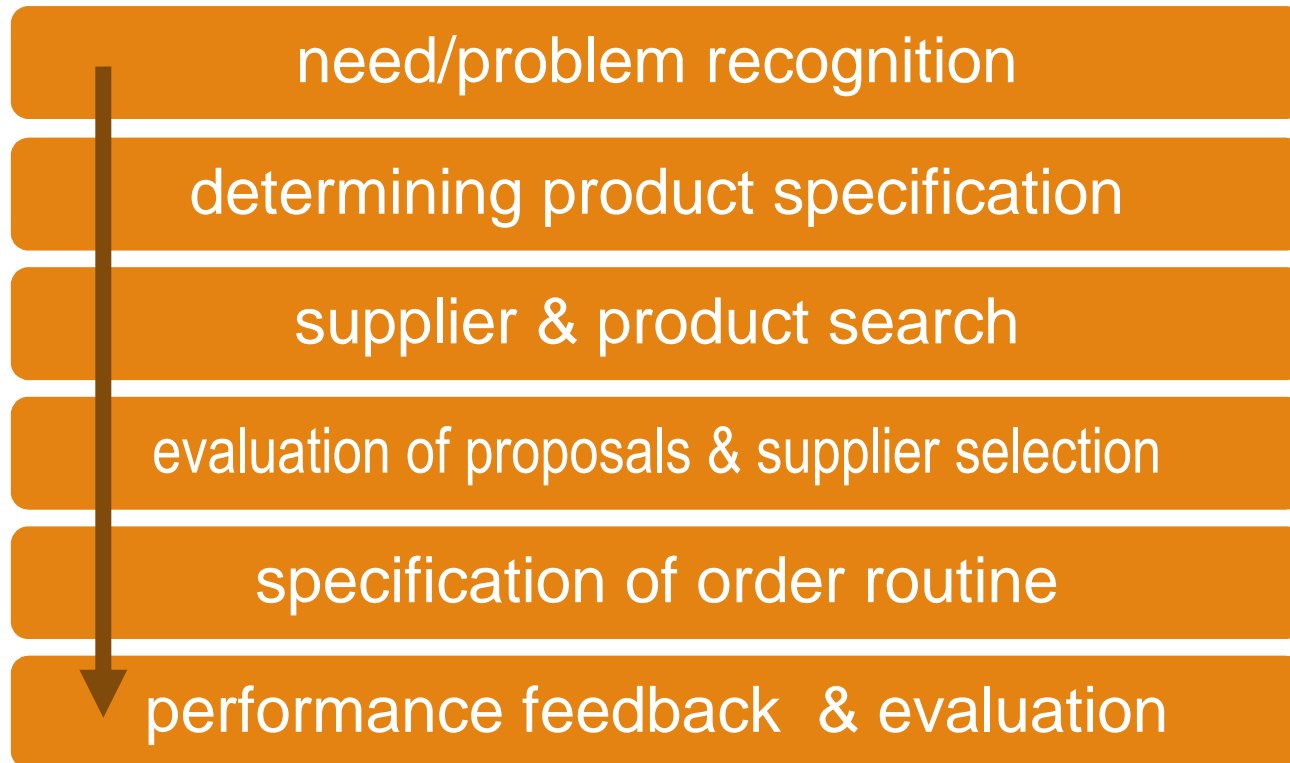 need/problem recognition
determining product specification
supplier & product search
evaluation of proposals & supplier selection
specification of order routine
performance feedback  & evaluation